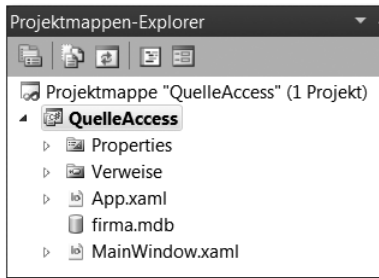 Projektmappen-Explorer
Projektmappe "QuelleAccess" (1 Projekt)
QuelleAccess
Properties
Verweise
App.xaml
firma.mdb
MainWindow.xaml